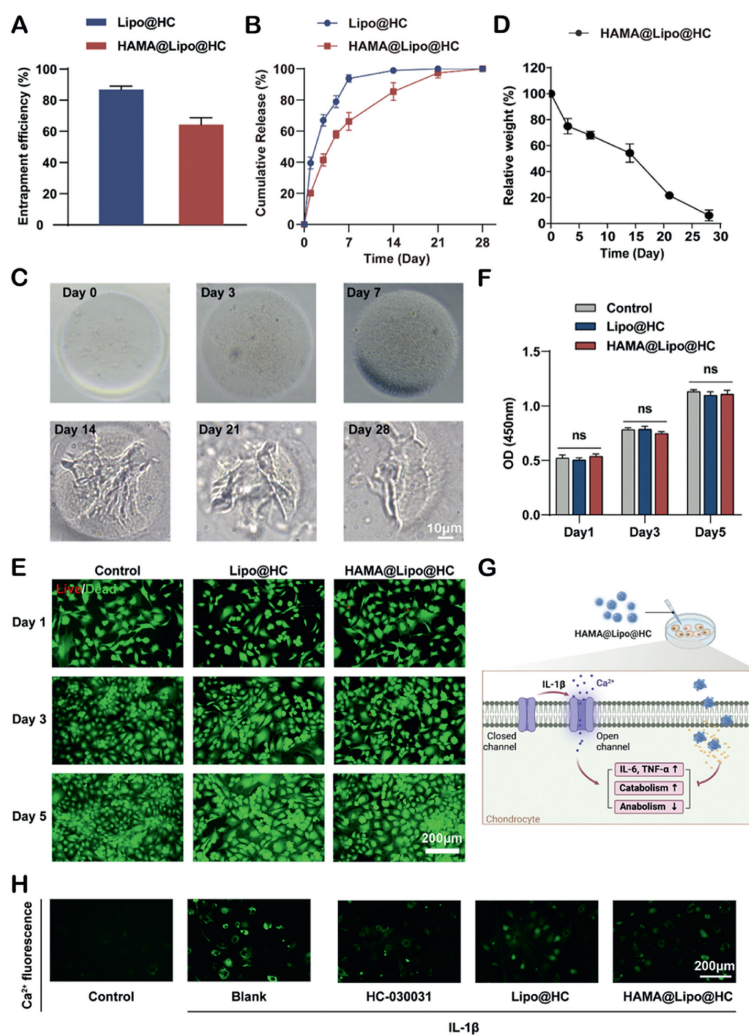 A
Lipo@HC
HAMA@Lipo@HC
Entrapment efficiency (%)
100
80
60
40
20
0
B
Lipo@HC
HAMA@Lipo@HC
Cumulative Release (%)
100
80
60
40
20
0
0 7 14 21 28
Time (Day)
D
HAMA@Lipo@HC
Relative weight (%)
120
100
80
60
40
20
0
0 5 10 15 20 25 30
Time (Day)
C
Day 0
Day 3
Day 7
Day 14
Day 21
Day 28
10μm
F
Control
Lipo@HC
HAMA@Lipo@HC
OD (450nm)
1.5
1.0
0.5
0.0
ns
ns
ns
Day1 Day3 Day5
E
Control Lipo@HC HAMA@Lipo@HC
Live/Dead
Day 1
Day 3
Day 5
200μm
G
HAMA@Lipo@HC
IL-1β
Ca²⁺
Closed channel
Open channel
IL-6, TNF-α ↑
Catabolism ↑
Anabolism ↓
Chondrocyte
H
Ca²⁺ fluorescence
200μm
Control Blank HC-030031 Lipo@HC HAMA@Lipo@HC
IL-1β